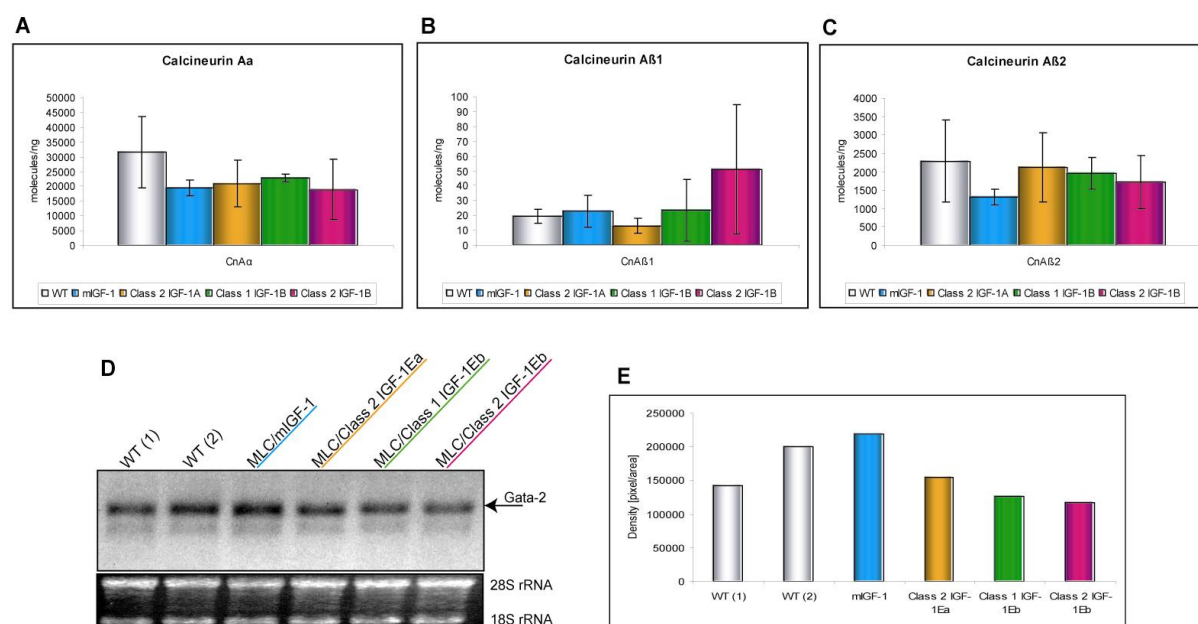 A
Calcineurin Aa
molecules/ng
50000
45000
40000
35000
30000
25000
20000
15000
10000
5000
0
CnAα
WT mIGF-1 Class 2 IGF-1A Class 1 IGF-1B Class 2 IGF-1B
B
Calcineurin Aß1
molecules/ng
100
90
80
70
60
50
40
30
20
10
0
CnAß1
WT mIGF-1 Class 2 IGF-1A Class 1 IGF-1B Class 2 IGF-1B
C
Calcineurin Aß2
molecules/ng
4000
3500
3000
2500
2000
1500
1000
500
0
CnAß2
WT mIGF-1 Class 2 IGF-1A Class 1 IGF-1B Class 2 IGF-1B
D
WT (1)
WT (2)
MLC/mIGF-1
MLC/Class 2 IGF-1Ea
MLC/Class 1 IGF-1Eb
MLC/Class 2 IGF-1Eb
Gata-2
28S rRNA
18S rRNA
E
Density [pixel/area]
250000
200000
150000
100000
50000
0
WT (1) WT (2) mIGF-1 Class 2 IGF- Class 1 IGF- Class 2 IGF-
1Ea 1Eb 1Eb